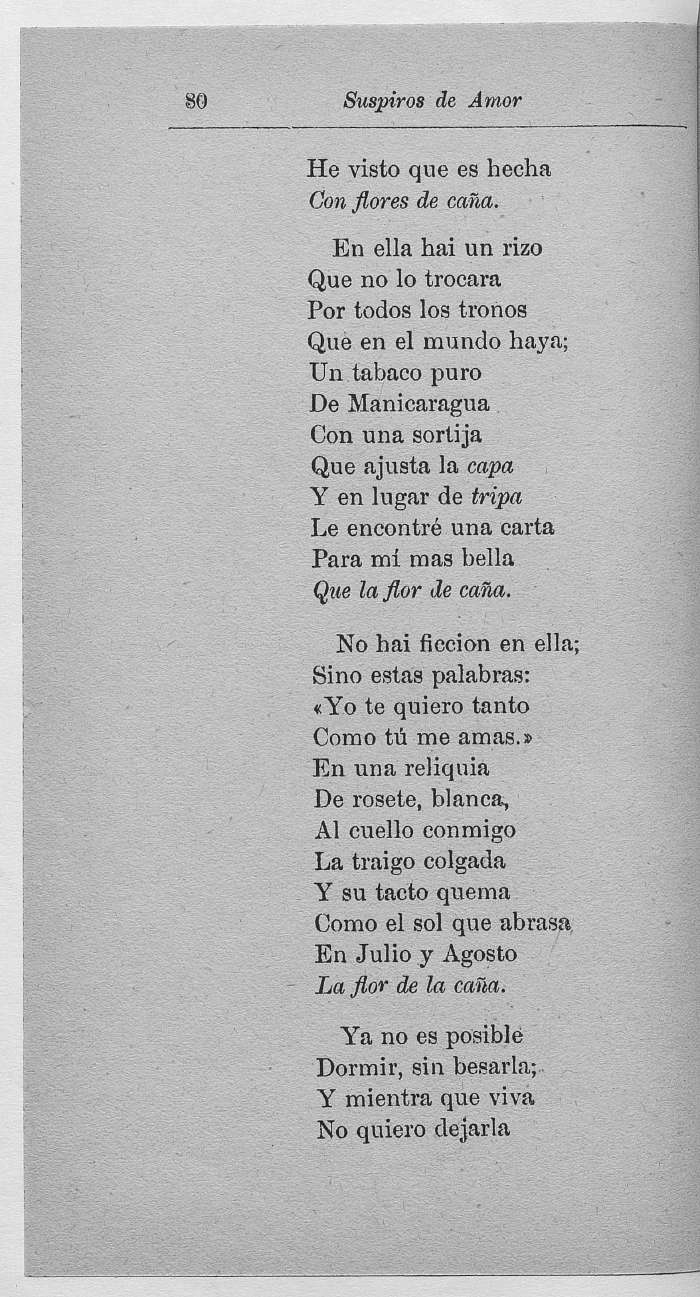 80 Suspiros de Amor
He visto que es hecha
Con flores de caña.
En ella hai un rizo
Que no lo trocara
Por todos los tronos
Que en el mundo haya;
Un tabaco puro
De Manicaragua
Con una sortija
Que ajusta la capa
Y en lugar de tripa
Le encontré una carta
Para mí mas bella
Que la flor de caña.
No hai ficcion en ella;
Sino estas palabras:
«Yo te quiero tanto
Como tú me amas.»
En una reliquia
De rosete, blanca,
Al cuello conmigo
La traigo colgada
Y su tacto quema
Como el sol que abrasa
En Julio y Agosto
La flor de la caña.
Ya no es posible
Dormir, sin besarla;
Y mientra que viva
No quiero dejarla